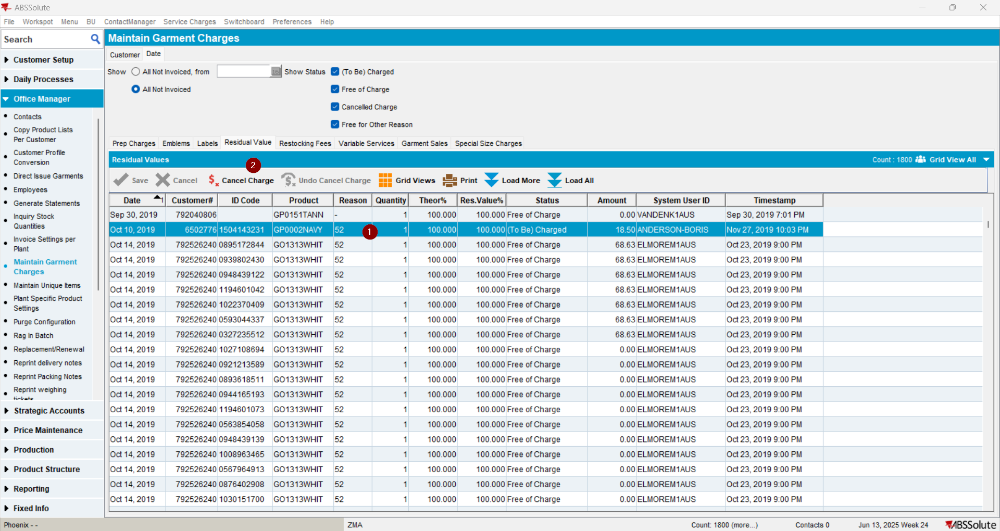 ABSSolute
File Workspot Menu BU ContactManager Service Charges Switchboard Preferences Help
Search
Maintain Garment Charges
Customer Date
Show All Not Invoiced, from 16 Show Status (To Be) Charged
All Not Invoiced Free of Charge
Cancelled Charge
Free for Other Reason
Customer Setup
Daily Processes
Office Manager
Contacts
Copy Product Lists
Per Customer
Customer Profile
Conversion
Direct Issue Garments
Employees
Generate Statements
Inquiry Stock
Quantities
Invoice Settings per
Plant
Maintain Garment
Charges
Maintain Unique Items
Plant Specific Product
Settings
Purge Configuration
Rag In Batch
Replacement/Renewal
Reprint delivery notes
Reprint Packing Notes
Reprint weighing
tickets
Strategic Accounts
Price Maintenance
Production
Product Structure
Reporting
Fixed Info
Prep Charges Emblems Labels Residual Value Restocking Fees Variable Services Garment Sales Special Size Charges
Residual Values Count : 1800 Grid View All
2
Save Cancel Cancel Charge Undo Cancel Charge Grid Views Print Load More Load All
Date 1 Customer# ID Code Product Reason Quantity Theor% Res.Value% Status Amount System User ID Timestamp
Sep 30, 2019 792040806 GP0151TANN - 1 100.000 100.000 Free of Charge 0.00 VANDENK1AUS Sep 30, 2019 7:01 PM
Oct 10, 2019 6502776 1504143231 GP0002NAVY 52 1 1 100.000 100.000 (To Be) Charged 18.50 ANDERSON-BORIS Nov 27, 2019 10:03 PM
Oct 14, 2019 792526240 0895172844 GO1313WHIT 52 1 100.000 100.000 Free of Charge 68.63 ELMOREM1AUS Oct 23, 2019 9:00 PM
Oct 14, 2019 792526240 0939802430 GO1313WHIT 52 1 100.000 100.000 Free of Charge 68.63 ELMOREM1AUS Oct 23, 2019 9:00 PM
Oct 14, 2019 792526240 0948439122 GO1313WHIT 52 1 100.000 100.000 Free of Charge 68.63 ELMOREM1AUS Oct 23, 2019 9:00 PM
Oct 14, 2019 792526240 1194601042 GO1313WHIT 52 1 100.000 100.000 Free of Charge 68.63 ELMOREM1AUS Oct 23, 2019 9:00 PM
Oct 14, 2019 792526240 1022370409 GO1313WHIT 52 1 100.000 100.000 Free of Charge 68.63 ELMOREM1AUS Oct 23, 2019 9:00 PM
Oct 14, 2019 792526240 0593044337 GO1313WHIT 52 1 100.000 100.000 Free of Charge 68.63 ELMOREM1AUS Oct 23, 2019 9:00 PM
Oct 14, 2019 792526240 0327235512 GO1313WHIT 52 1 100.000 100.000 Free of Charge 68.63 ELMOREM1AUS Oct 23, 2019 9:00 PM
Oct 14, 2019 792526240 1027108694 GO1313WHIT 52 1 100.000 100.000 Free of Charge 0.00 ELMOREM1AUS Oct 23, 2019 9:00 PM
Oct 14, 2019 792526240 0921213589 GO1313WHIT 52 1 100.000 100.000 Free of Charge 0.00 ELMOREM1AUS Oct 23, 2019 9:00 PM
Oct 14, 2019 792526240 0893618511 GO1313WHIT 52 1 100.000 100.000 Free of Charge 0.00 ELMOREM1AUS Oct 23, 2019 9:00 PM
Oct 14, 2019 792526240 0944165193 GO1313WHIT 52 1 100.000 100.000 Free of Charge 0.00 ELMOREM1AUS Oct 23, 2019 9:00 PM
Oct 14, 2019 792526240 1194601073 GO1313WHIT 52 1 100.000 100.000 Free of Charge 0.00 ELMOREM1AUS Oct 23, 2019 9:00 PM
Oct 14, 2019 792526240 0563854058 GO1313WHIT 52 1 100.000 100.000 Free of Charge 0.00 ELMOREM1AUS Oct 23, 2019 9:00 PM
Oct 14, 2019 792526240 0948439139 GO1313WHIT 52 1 100.000 100.000 Free of Charge 0.00 ELMOREM1AUS Oct 23, 2019 9:00 PM
Oct 14, 2019 792526240 1008963465 GO1313WHIT 52 1 100.000 100.000 Free of Charge 0.00 ELMOREM1AUS Oct 23, 2019 9:00 PM
Oct 14, 2019 792526240 0567964913 GO1313WHIT 52 1 100.000 100.000 Free of Charge 0.00 ELMOREM1AUS Oct 23, 2019 9:00 PM
Oct 14, 2019 792526240 0876402908 GO1313WHIT 52 1 100.000 100.000 Free of Charge 0.00 ELMOREM1AUS Oct 23, 2019 9:00 PM
Oct 14, 2019 792526240 1030151700 GO1313WHIT 52 1 100.000 100.000 Free of Charge 0.00 ELMOREM1AUS Oct 23, 2019 9:00 PM
Phoenix - - ZMA Count: 1800 (more...) Contacts 0 Jun 13, 2025 Week 24 ABSSolute